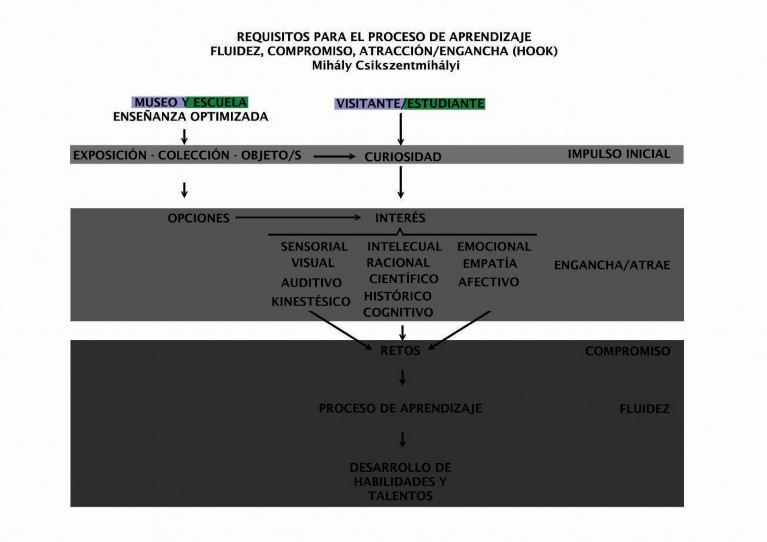 REQUISITOS PARA EL PROCESO DE APRENDIZAJE
FLUIDEZ, COMPROMISO, ATRACCIÓN/ENGANCHA (HOOK)
Mihály Csikszentmihályi
MUSEO Y ESCUELA
ENSEÑANZA OPTIMIZADA
VISITANTE/ESTUDIANTE
EXPOSICIÓN - COLECCIÓN - OBJETO/S
CURIOSIDAD
IMPULSO INICIAL
OPCIONES
INTERÉS
SENSORIAL
VISUAL
AUDITIVO
KINESTÉSICO
INTELECUAL
RACIONAL
CIENTÍFICO
HISTÓRICO
COGNITIVO
EMOCIONAL
EMPATÍA
AFECTIVO
ENGANCHA/ATRAE
RETOS
COMPROMISO
PROCESO DE APRENDIZAJE
FLUIDEZ
DESARROLLO DE
HABILIDADES Y
TALENTOS